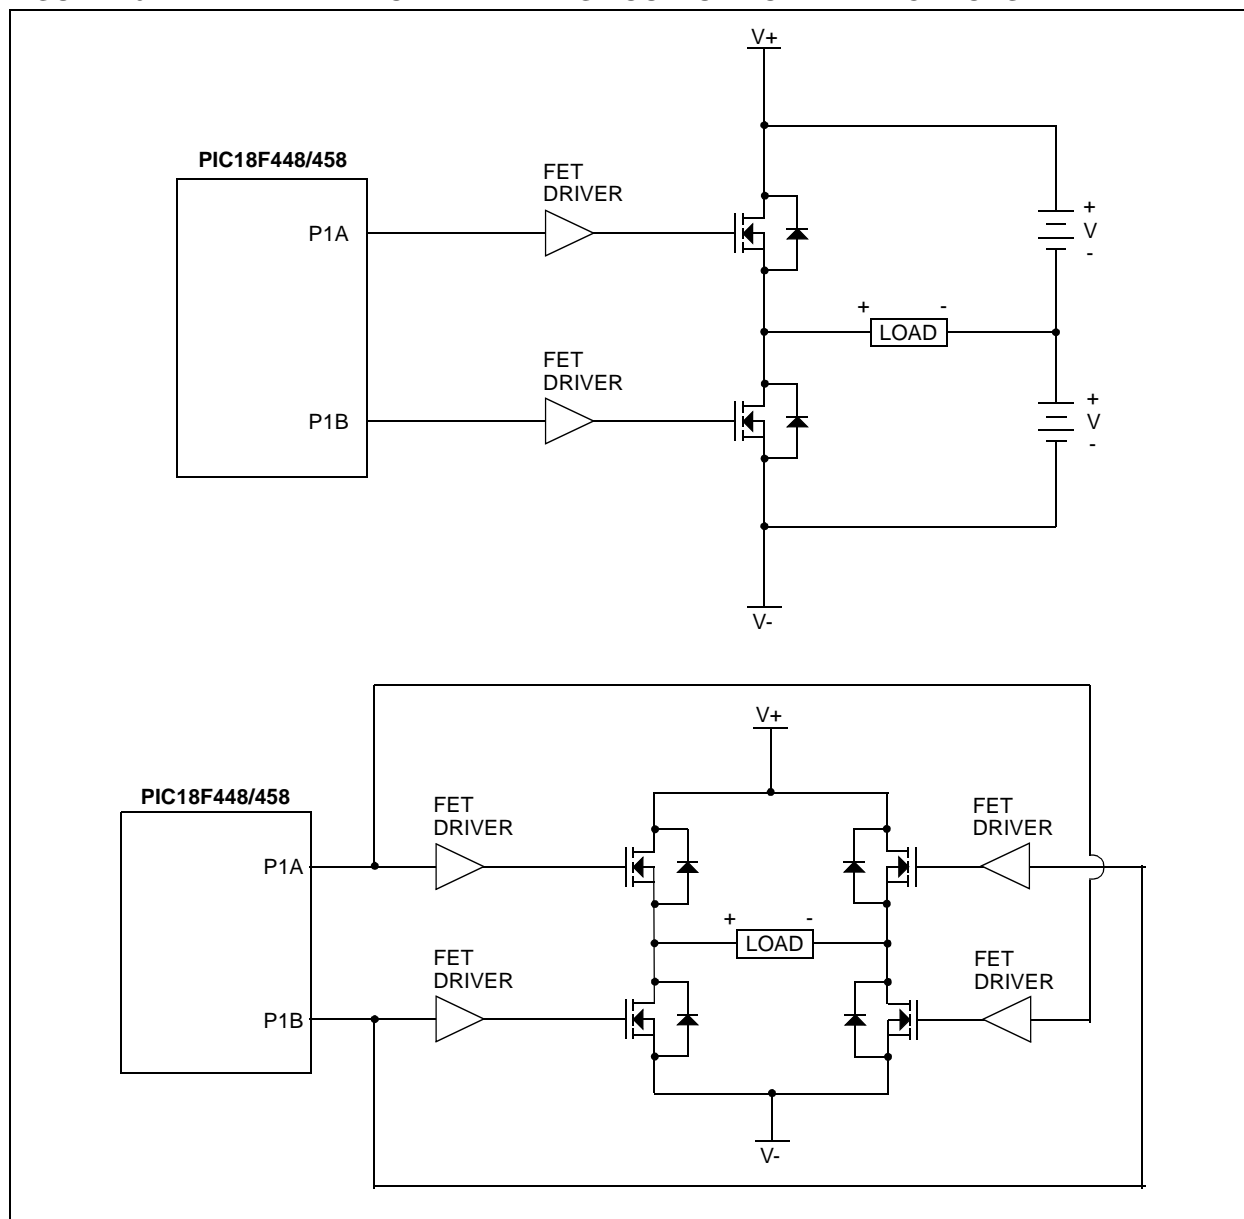 V+
PIC18F448/458
FET
DRIVER
P1A
+
V
-
+ -
LOAD
FET
DRIVER
P1B
+
V
-
V-
V+
PIC18F448/458
FET
DRIVER
FET
DRIVER
P1A
+ -
LOAD
FET
DRIVER
FET
DRIVER
P1B
V-